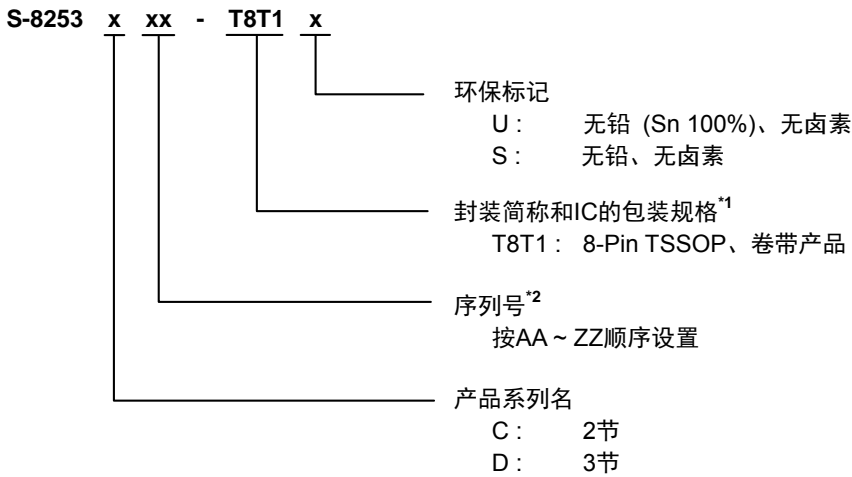 S-8253 x xx - T8T1 x
环保标记
U : 无铅 (Sn 100%)、无卤素
S : 无铅、无卤素
封装简称和IC的包装规格*1
T8T1 : 8-Pin TSSOP、卷带产品
序列号*2
按AA ~ ZZ顺序设置
产品系列名
C : 2节
D : 3节